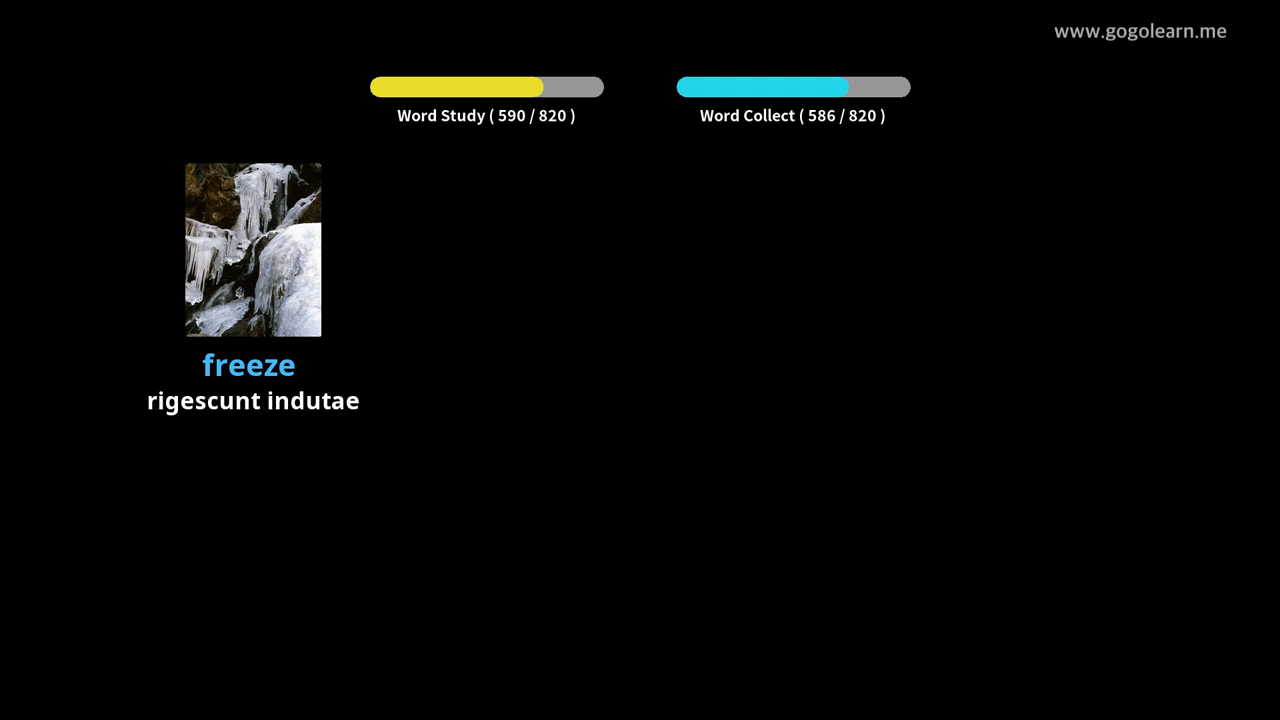 www.gogolearn.me
Word Study ( 590 / 820 )
Word Collect ( 586 / 820 )
freeze
rigescunt indutae